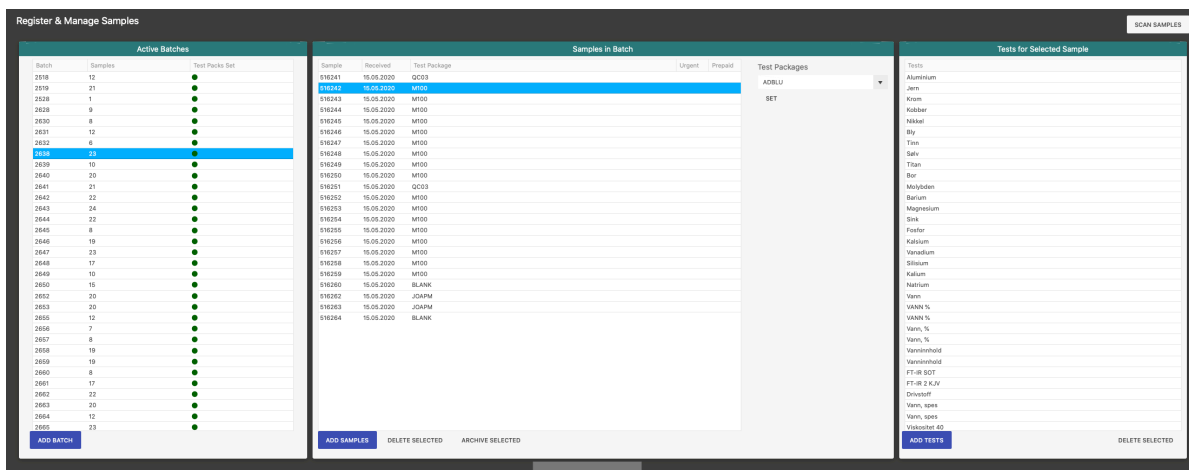 Register & Manage Samples
SCAN SAMPLES
Active Batches
Batch Samples Test Packs Set
2518 12
2519 21
2528 1
2628 9
2630 8
2631 12
2632 6
2638 23
2639 10
2640 20
2641 21
2642 22
2643 24
2644 22
2645 8
2646 19
2647 23
2648 17
2649 10
2650 15
2652 20
2653 20
2655 12
2656 7
2657 8
2658 19
2659 19
2660 8
2661 17
2662 22
2663 20
2664 12
2665 23
ADD BATCH
Samples in Batch
Sample Received Test Package Urgent Prepaid
516241 15.05.2020 QC03
516242 15.05.2020 M100
516243 15.05.2020 M100
516244 15.05.2020 M100
516245 15.05.2020 M100
516246 15.05.2020 M100
516247 15.05.2020 M100
516248 15.05.2020 M100
516249 15.05.2020 M100
516250 15.05.2020 M100
516251 15.05.2020 QC03
516252 15.05.2020 M100
516253 15.05.2020 M100
516254 15.05.2020 M100
516255 15.05.2020 M100
516256 15.05.2020 M100
516257 15.05.2020 M100
516258 15.05.2020 M100
516259 15.05.2020 M100
516260 15.05.2020 BLANK
516262 15.05.2020 JOAPM
516263 15.05.2020 JOAPM
516264 15.05.2020 BLANK
Test Packages
ADBLU
SET
ADD SAMPLES DELETE SELECTED ARCHIVE SELECTED
Tests for Selected Sample
Tests
Aluminium
Jern
Krom
Kobber
Nikkel
Bly
Tinn
Sølv
Titan
Bor
Molybden
Barium
Magnesium
Sink
Fosfor
Kalsium
Vanadium
Silisium
Kalium
Natrium
Vann
VANN %
VANN %
Vann, %
Vann, %
Vanninnhold
Vanninnhold
FT-IR SOT
FT-IR 2 KJV
Drivstoff
Vann, spes
Vann, spes
Viskositet 40
ADD TESTS DELETE SELECTED